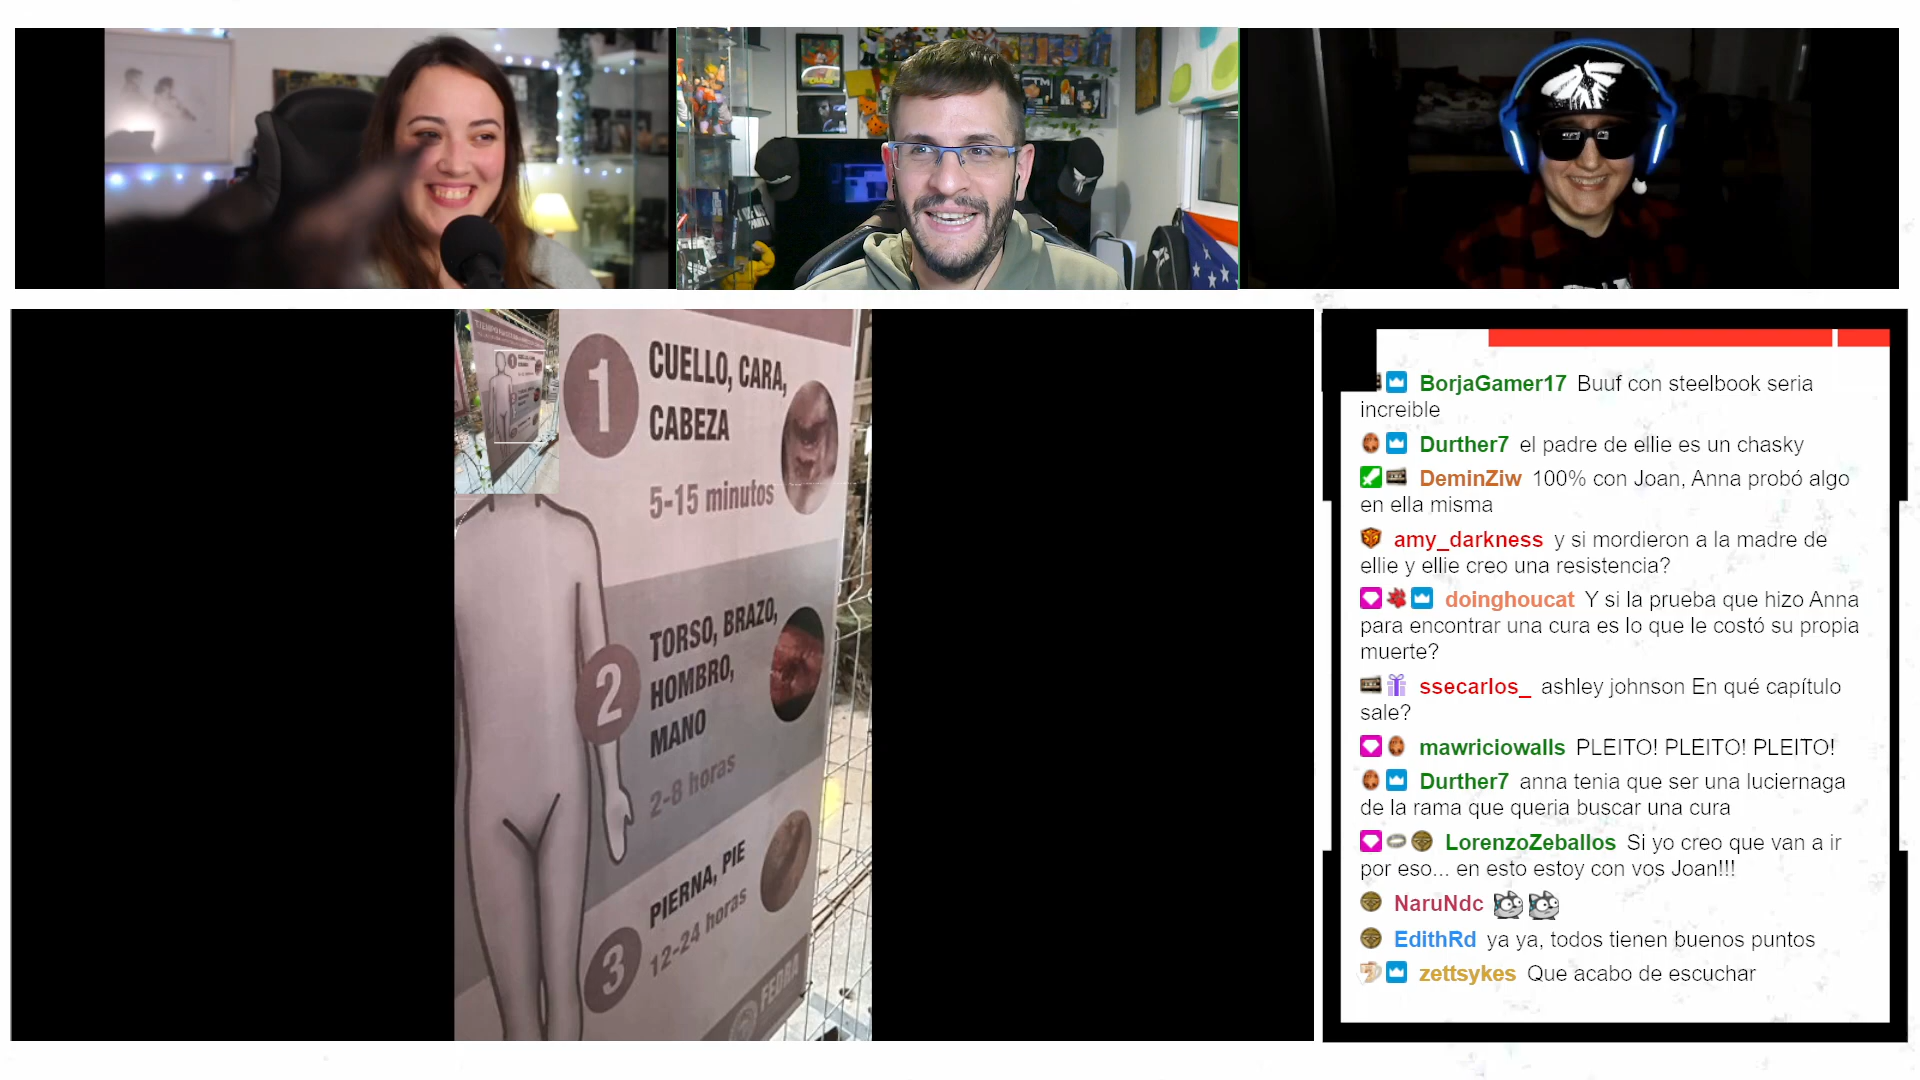 1
CUELLO, CARA,
CABEZA
5-15 minutos
2
TORSO, BRAZO,
HOMBRO,
MANO
2-8 horas
3
PIERNA, PIE
12-24 horas
FEDRA
BorjaGamer17 Buuf con steelbook seria
increible
Durther7 el padre de ellie es un chasky
DeminZiw 100% con Joan, Anna probó algo
en ella misma
amy_darkness y si mordieron a la madre de
ellie y ellie creo una resistencia?
doinghoucat Y si la prueba que hizo Anna
para encontrar una cura es lo que le costó su propia
muerte?
ssecarlos_ ashley johnson En qué capítulo
sale?
mawriciowalls PLEITO! PLEITO! PLEITO!
Durther7 anna tenia que ser una luciernaga
de la rama que queria buscar una cura
LorenzoZeballos Si yo creo que van a ir
por eso... en esto estoy con vos Joan!!!
NaruNdc
EdithRd ya ya, todos tienen buenos puntos
zettsykes Que acabo de escuchar